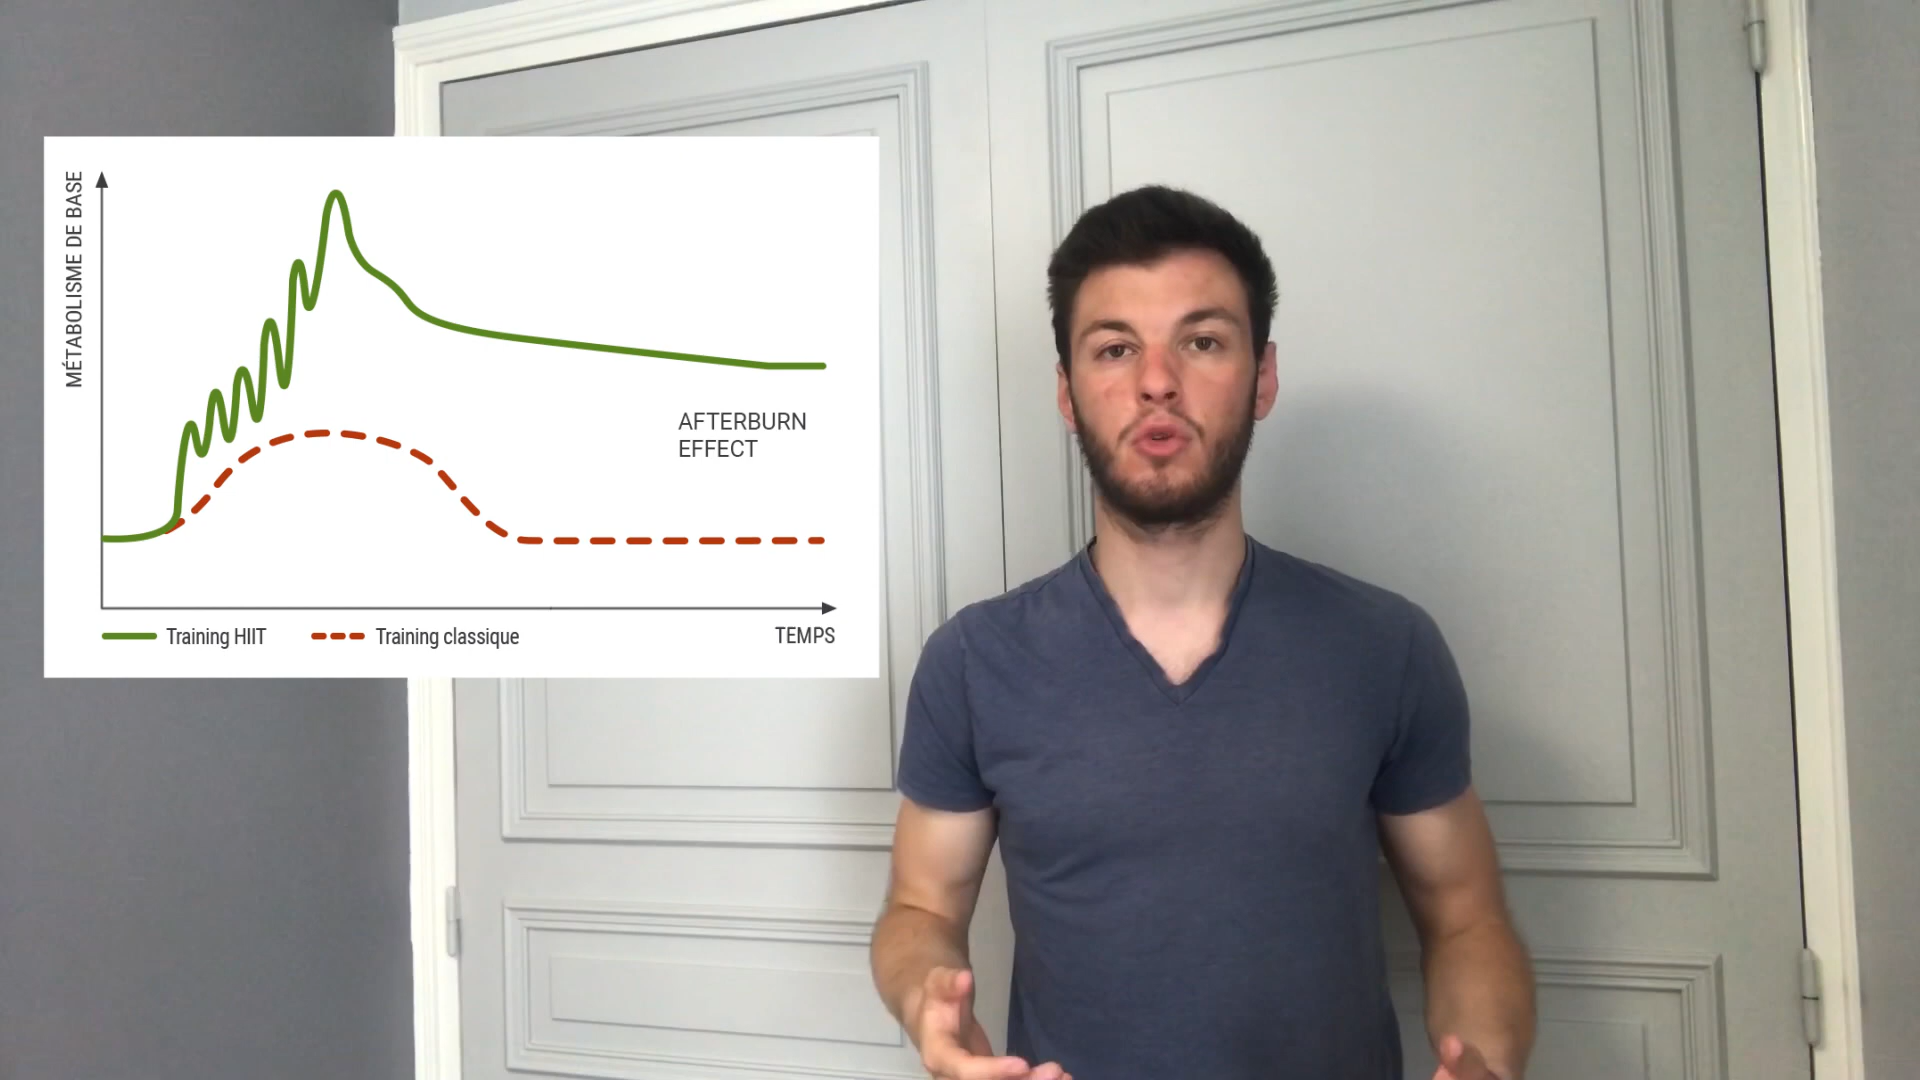 MÉTABOLISME DE BASE
AFTERBURN
EFFECT
Training HIIT
Training classique
TEMPS